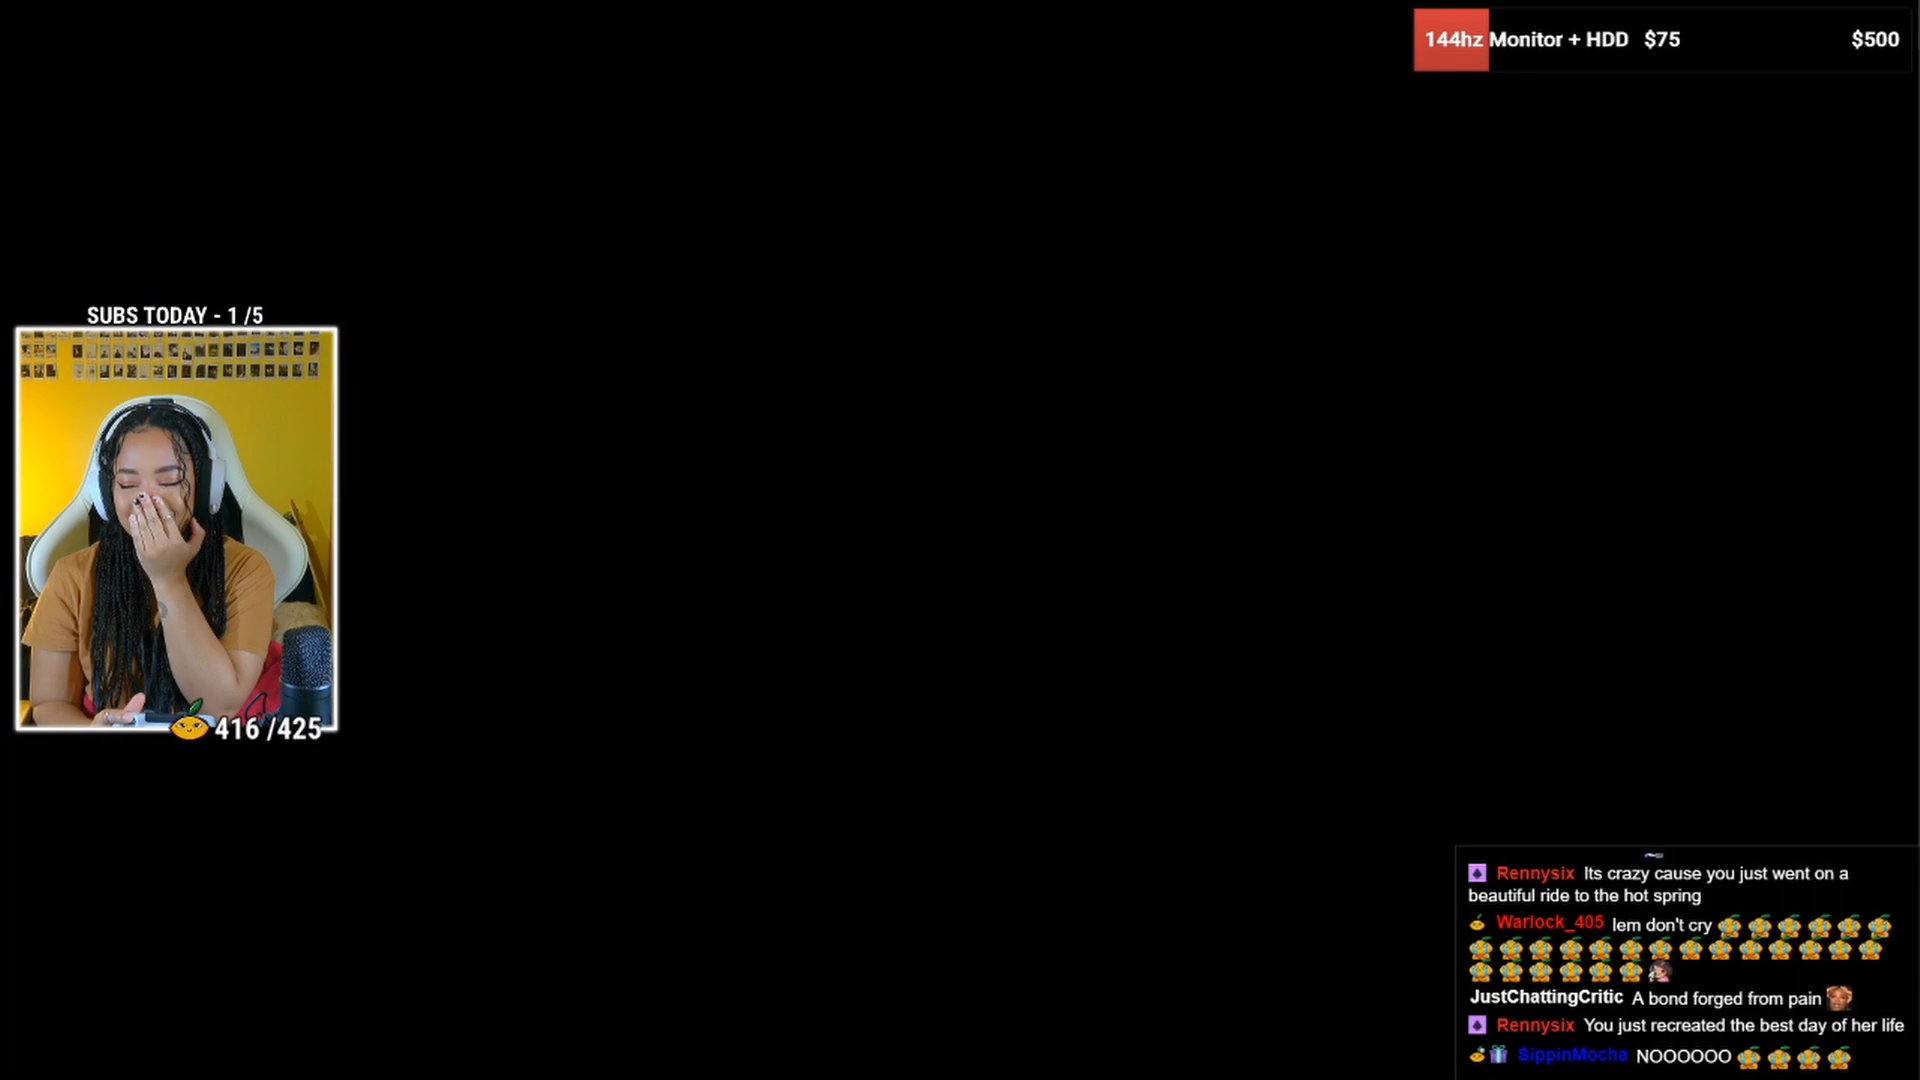 144hz Monitor + HDD $75 $500
SUBS TODAY - 1 /5
416 /425
Rennysix Its crazy cause you just went on a
beautiful ride to the hot spring
Warlock_405 lem don't cry
JustChattingCritic A bond forged from pain
Rennysix You just recreated the best day of her life
SippinMocha NOOOOOO